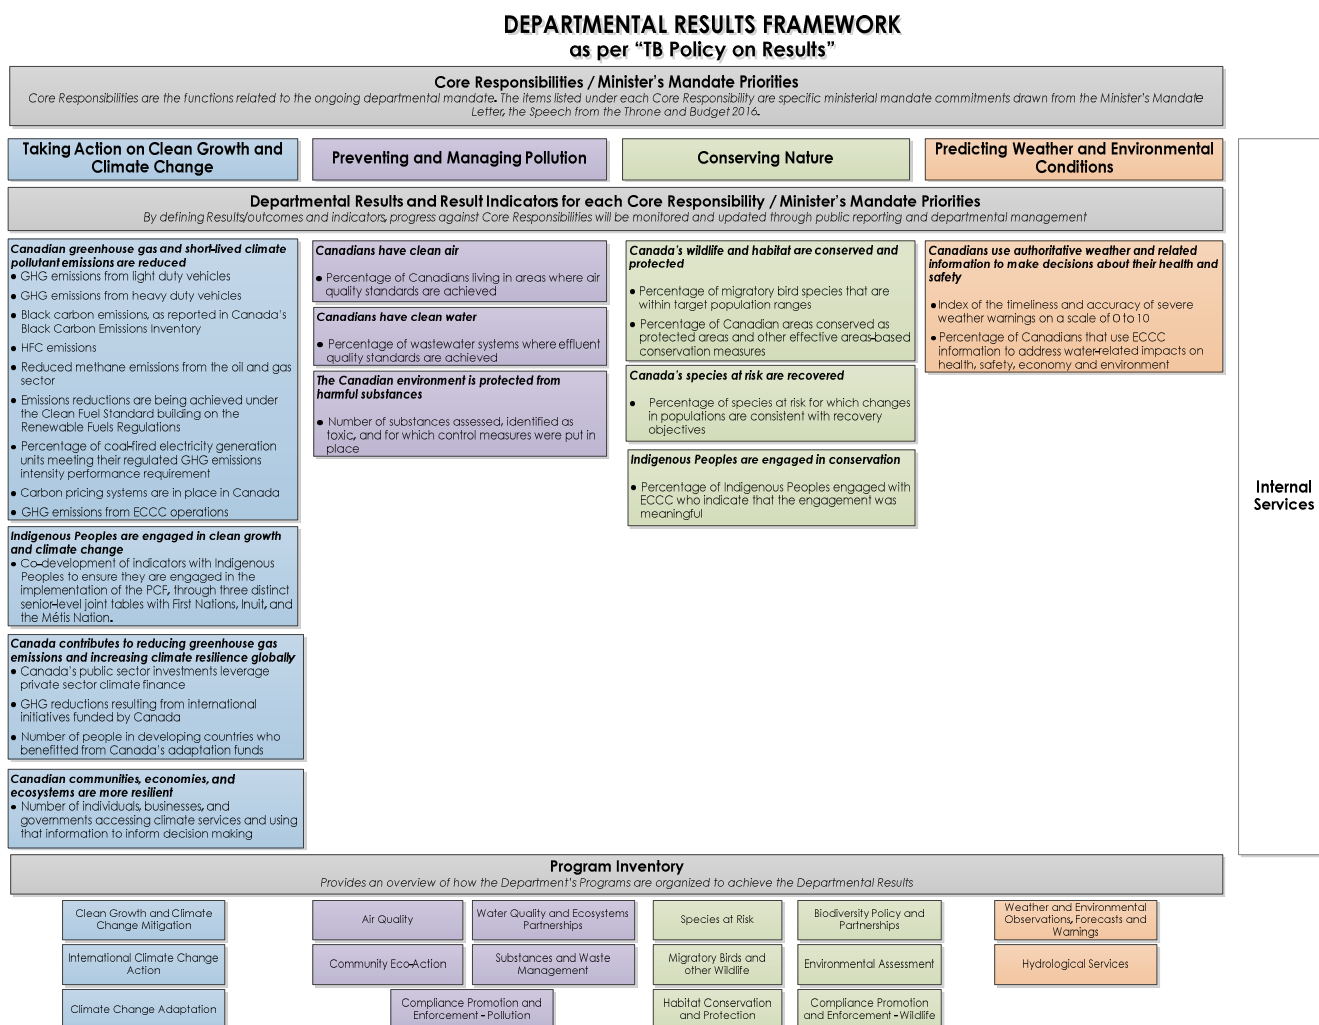 DEPARTMENTAL RESULTS FRAMEWORK
as per “TB Policy on Results”
Core Responsibilities / Minister’s Mandate Priorities
Core Responsibilities are the functions related to the ongoing departmental mandate. The items listed under each Core Responsibility are specific ministerial mandate commitments drawn from the Minister’s Mandate
Letter, the Speech from the Throne and Budget 2016.
Taking Action on Clean Growth and
Climate Change
Preventing and Managing Pollution
Conserving Nature
Predicting Weather and Environmental
Conditions
Departmental Results and Result Indicators for each Core Responsibility / Minister’s Mandate Priorities
By defining Results/outcomes and indicators, progress against Core Responsibilities will be monitored and updated through public reporting and departmental management
Canadian greenhouse gas and short-lived climate
pollutant emissions are reduced
• GHG emissions from light duty vehicles
• GHG emissions from heavy duty vehicles
• Black carbon emissions, as reported in Canada’s
Black Carbon Emissions Inventory
• HFC emissions
• Reduced methane emissions from the oil and gas
sector
• Emissions reductions are being achieved under
the Clean Fuel Standard building on the
Renewable Fuels Regulations
• Percentage of coal-fired electricity generation
units meeting their regulated GHG emissions
intensity performance requirement
• Carbon pricing systems are in place in Canada
• GHG emissions from ECCC operations
Indigenous Peoples are engaged in clean growth
and climate change
• Co-development of indicators with Indigenous
Peoples to ensure they are engaged in the
implementation of the PCF, through three distinct
senior-level joint tables with First Nations, Inuit, and
the Métis Nation.
Canada contributes to reducing greenhouse gas
emissions and increasing climate resilience globally
• Canada’s public sector investments leverage
private sector climate finance
• GHG reductions resulting from international
initiatives funded by Canada
• Number of people in developing countries who
benefitted from Canada’s adaptation funds
Canadian communities, economies, and
ecosystems are more resilient
• Number of individuals, businesses, and
governments accessing climate services and using
that information to inform decision making
Canadians have clean air
• Percentage of Canadians living in areas where air
quality standards are achieved
Canadians have clean water
• Percentage of wastewater systems where effluent
quality standards are achieved
The Canadian environment is protected from
harmful substances
• Number of substances assessed, identified as
toxic, and for which control measures were put in
place
Canada’s wildlife and habitat are conserved and
protected
• Percentage of migratory bird species that are
within target population ranges
• Percentage of Canadian areas conserved as
protected areas and other effective areas-based
conservation measures
Canada’s species at risk are recovered
• Percentage of species at risk for which changes
in populations are consistent with recovery
objectives
Indigenous Peoples are engaged in conservation
• Percentage of Indigenous Peoples engaged with
ECCC who indicate that the engagement was
meaningful
Canadians use authoritative weather and related
information to make decisions about their health and
safety
• Index of the timeliness and accuracy of severe
weather warnings on a scale of 0 to 10
• Percentage of Canadians that use ECCC
information to address water-related impacts on
health, safety, economy and environment
Internal
Services
Program Inventory
Provides an overview of how the Department’s Programs are organized to achieve the Departmental Results
Clean Growth and Climate
Change Mitigation
International Climate Change
Action
Climate Change Adaptation
Air Quality
Water Quality and Ecosystems
Partnerships
Community Eco-Action
Substances and Waste
Management
Compliance Promotion and
Enforcement - Pollution
Species at Risk
Biodiversity Policy and
Partnerships
Migratory Birds and
other Wildlife
Environmental Assessment
Habitat Conservation
and Protection
Compliance Promotion
and Enforcement - Wildlife
Weather and Environmental
Observations, Forecasts and
Warnings
Hydrological Services